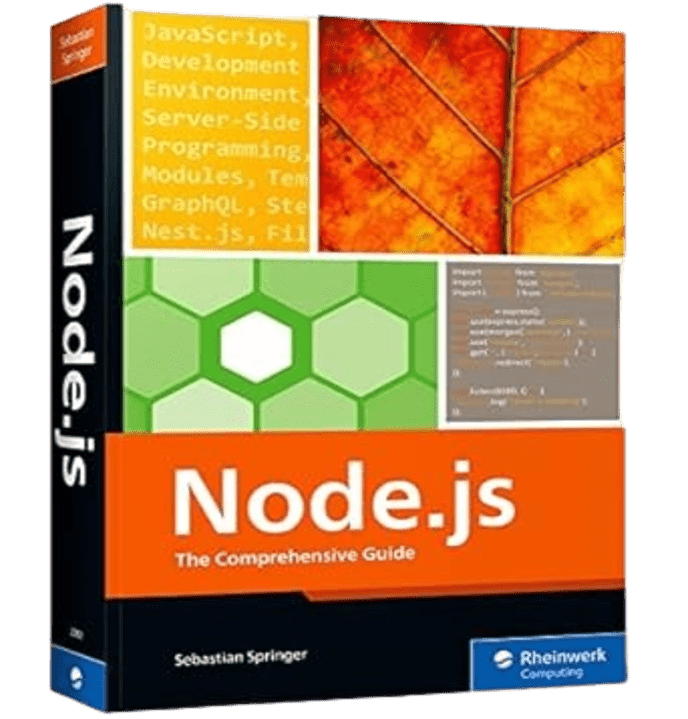 Sebastian
Springer
Node.js
JavaScript,
Development
Environment,
Server-Side
Programming,
Modules, Tem
GraphQL, Ste
Nest.js, Fil
Node.js
The Comprehensive Guide
Sebastian Springer
Rheinwerk
Computing